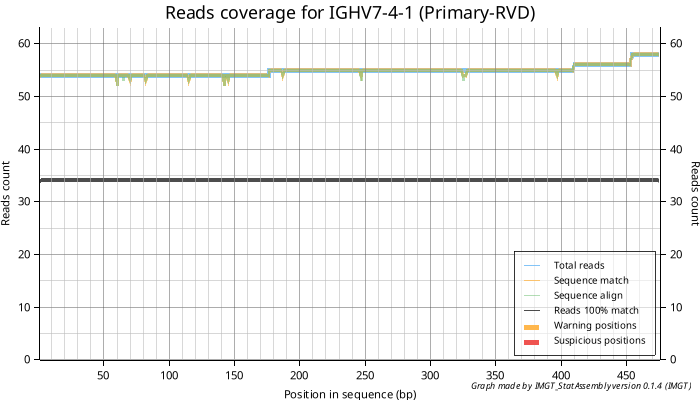 Reads coverage for IGHV7-4-1 (Primary-RVD)
60 60
50 50
40 40
30 30
20 20
10 10
0 0
Reads count
Reads count
Total reads
Sequence match
Sequence align
Reads 100% match
Warning positions
Suspicious positions
50 100 150 200 250 300 350 400 450
Position in sequence (bp)
Graph made by IMGT_StatAssembly version 0.1.4 (IMGT)